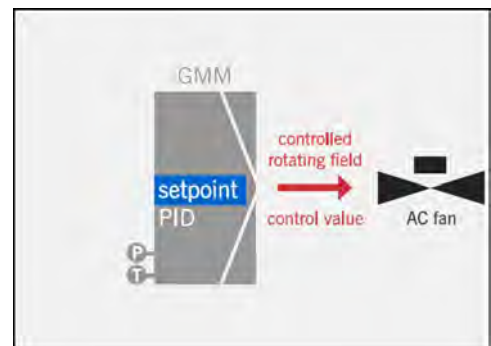 GMM
controlled
rotating field
setpoint
PID
control value
AC fan
P
T